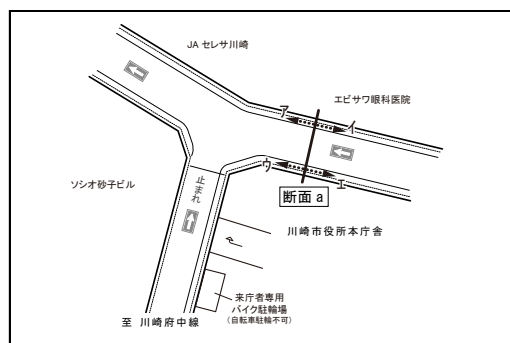 JA セレサ川崎
エビサワ眼科医院
ア
イ
ウ
エ
断面 a
止まれ
ソシオ砂子ビル
川崎市役所本庁舎
来庁者専用
バイク駐輪場
(自転車駐輪不可)
至 川崎府中線